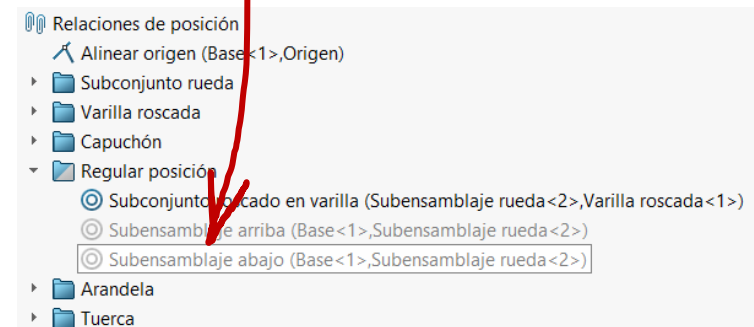 Relaciones de posición
Alinear origen (Base<1>,Origen)
Subconjunto rueda
Varilla roscada
Capuchón
Regular posición
Subconjunto roscado en varilla (Subensamblaje rueda<2>,Varilla roscada<1>)
Subensamblaje arriba (Base<1>,Subensamblaje rueda<2>)
Subensamblaje abajo (Base<1>,Subensamblaje rueda<2>)
Arandela
Tuerca